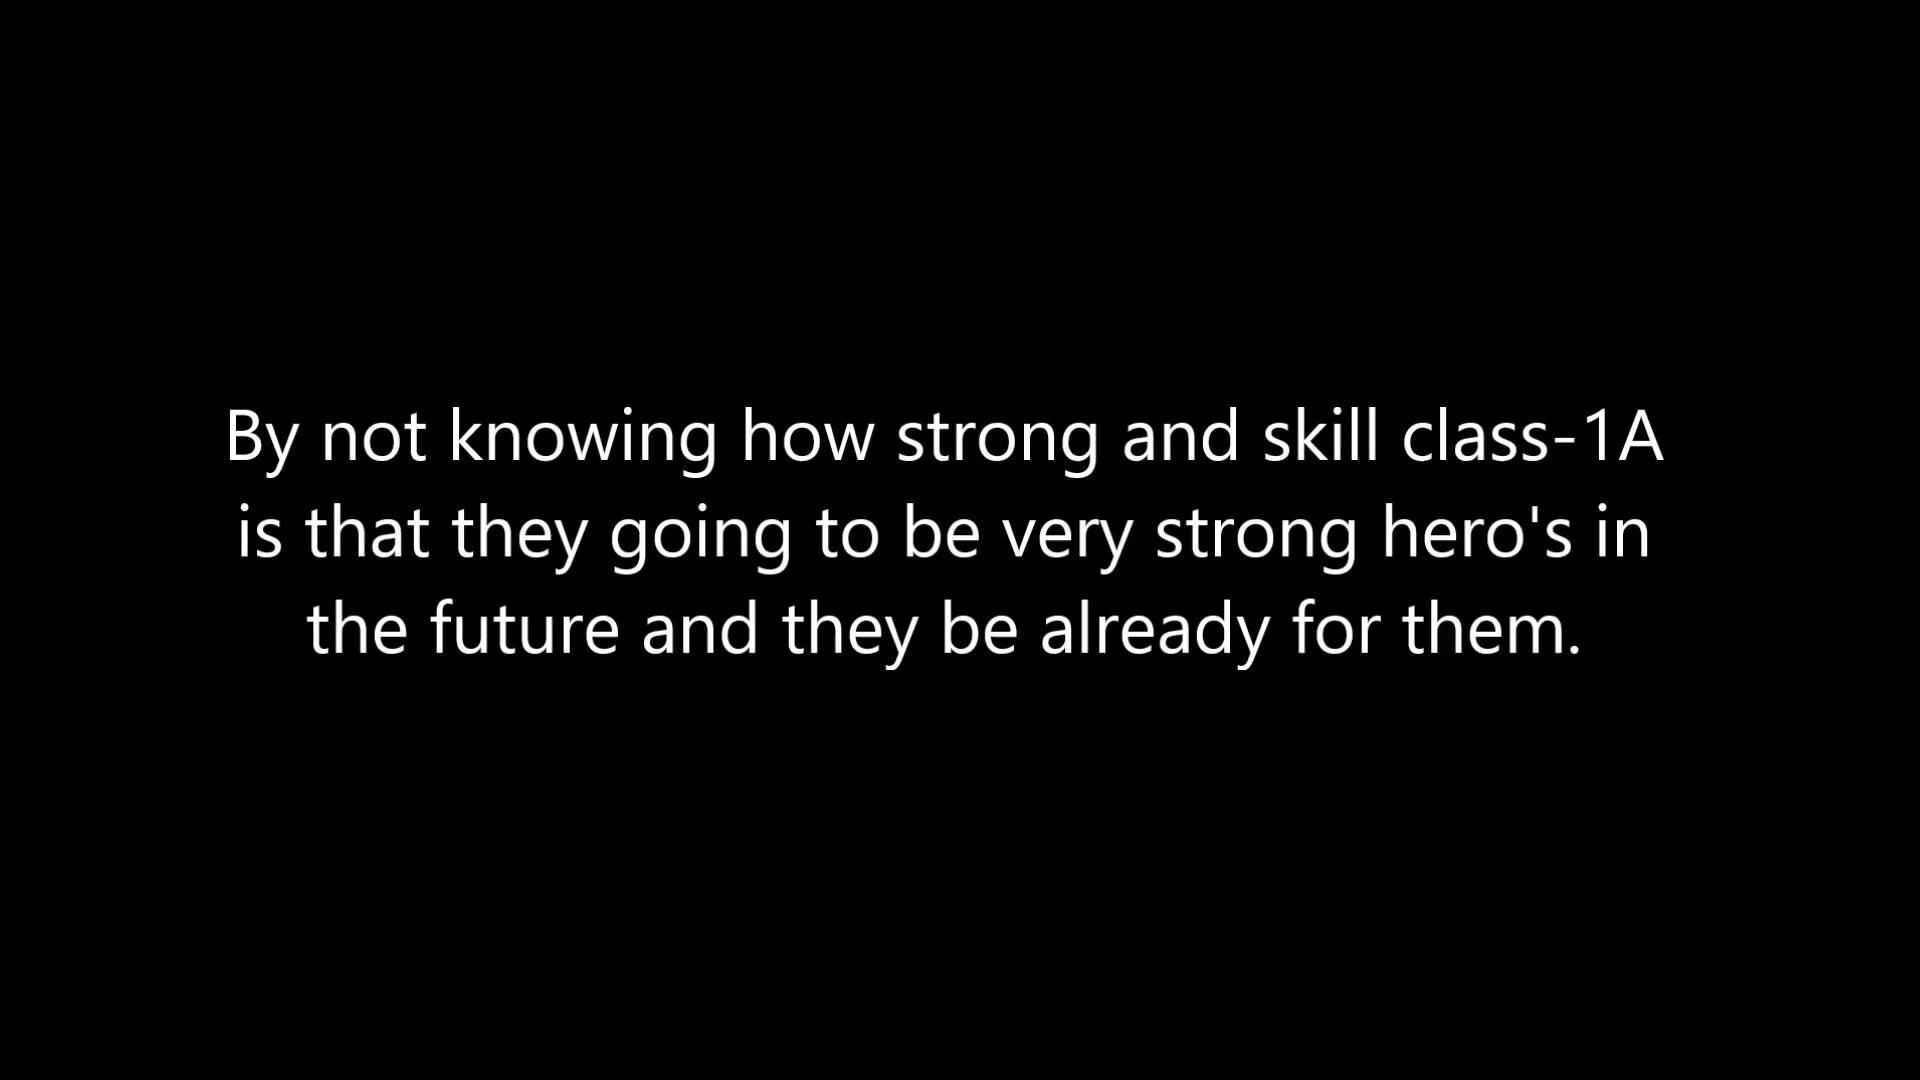 By not knowing how strong and skill class-1A
is that they going to be very strong hero's in
the future and they be already for them.